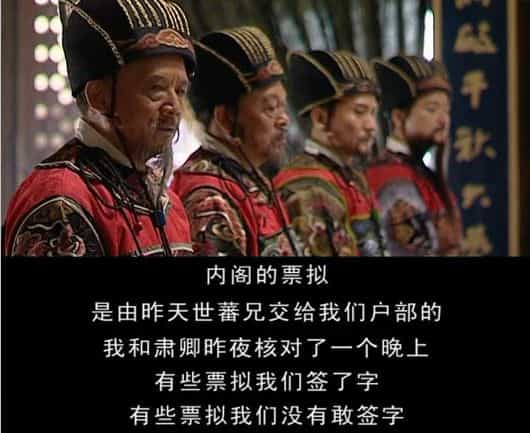 千秋
内阁的票拟
是由昨天世蕃兄交给我们户部的
我和肃卿昨夜核对了一个晚上
有些票拟我们签了字
有些票拟我们没有敢签字